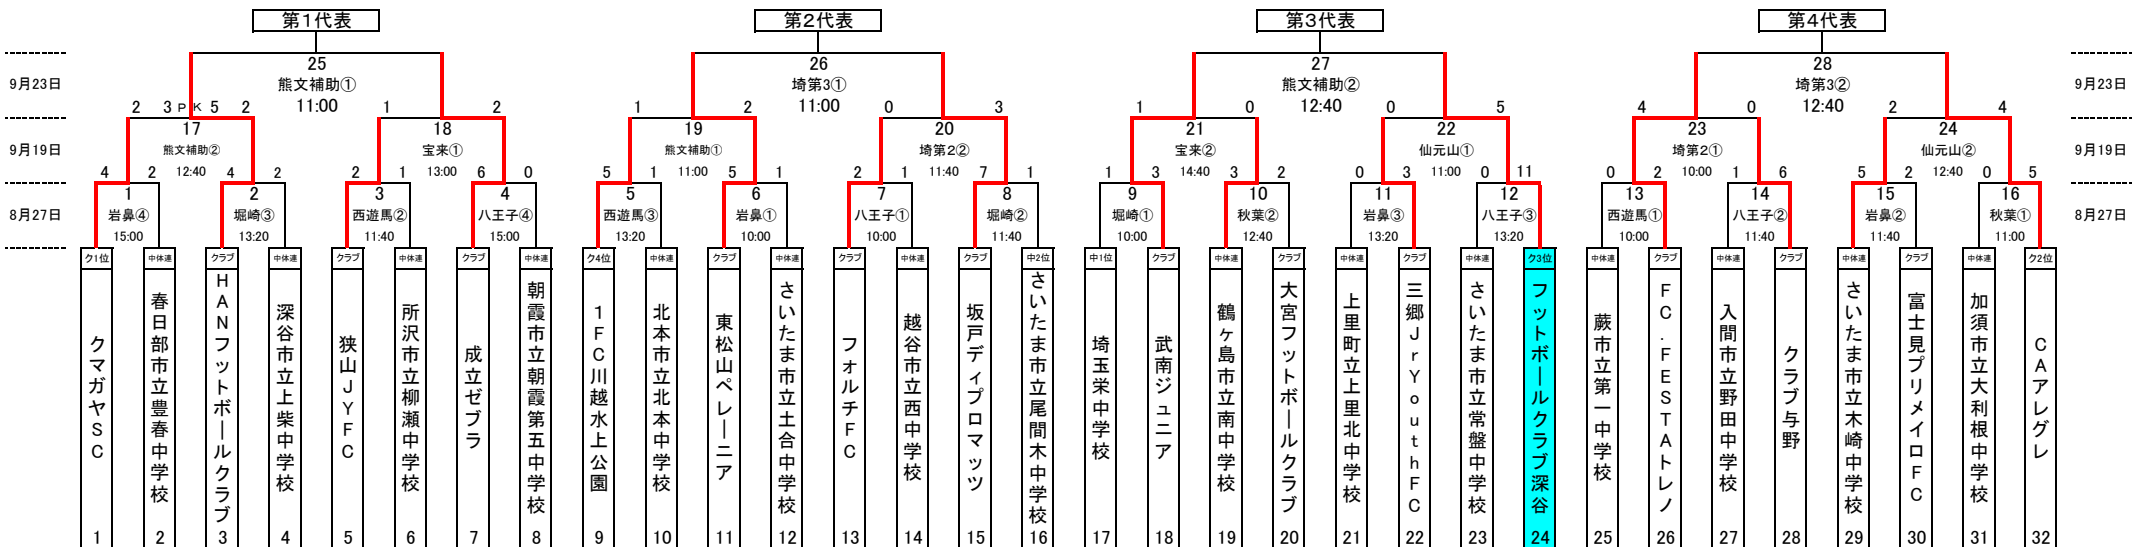 第1代表 第2代表 第3代表 第4代表
25 26 27 28
9月23日 熊文補助① 埼第3① 熊文補助② 埼第3② 9月23日
11:00 11:00 12:40 12:40
2 3 PK 5 2 1 2 1 2 0 3 1 0 0 5 4 0 2 4
17 18 19 20 21 22 23 24
9月19日 熊文補助② 宝来① 熊文補助① 埼第2② 宝来② 仙元山① 埼第2① 仙元山② 9月19日
12:40 13:00 11:00 11:40 14:40 11:00 10:00 12:40
4 2 4 2 2 1 6 0 5 1 5 1 2 1 7 1 1 3 3 2 0 3 0 11 0 2 1 6 5 2 0 5
1 2 3 4 5 6 7 8 9 10 11 12 13 14 15 16
8月27日 岩鼻④ 堀崎③ 西遊馬② 八王子④ 西遊馬③ 岩鼻① 八王子① 堀崎② 堀崎① 秋葉② 岩鼻③ 八王子③ 西遊馬① 八王子② 岩鼻② 秋葉① 8月27日
15:00 13:20 11:40 15:00 13:20 10:00 10:00 11:40 10:00 12:40 13:20 13:20 10:00 11:40 11:40 11:00
ク1位 クマガヤSC 1
中体連 春日部市立豊春中学校 2
クラブ HANフットボールクラブ 3
中体連 深谷市立上柴中学校 4
クラブ 狭山JYFC 5
中体連 所沢市立柳瀬中学校 6
クラブ 成立ゼブラ 7
中体連 朝霞市立朝霞第五中学校 8
ク4位 1FC川越水上公園 9
中体連 北本市立北本中学校 10
クラブ 東松山ペレーニア 11
中体連 さいたま市立土合中学校 12
クラブ フォルチFC 13
中体連 越谷市立西中学校 14
クラブ 坂戸ディプロマッツ 15
中2位 さいたま市立尾間木中学校 16
中1位 埼玉栄中学校 17
クラブ 武南ジュニア 18
中体連 鶴ヶ島市立南中学校 19
クラブ 大宮フットボールクラブ 20
中体連 上里町立上里北中学校 21
クラブ 三郷JrYouthFC 22
中体連 さいたま市立常盤中学校 23
ク3位 フットボールクラブ深谷 24
中体連 蕨市立第一中学校 25
クラブ FC.FESTAトレノ 26
中体連 入間市立野田中学校 27
クラブ クラブ与野 28
中体連 さいたま市立木崎中学校 29
クラブ 富士見プリメイロFC 30
中体連 加須市立大利根中学校 31
ク2位 CAアレグレ 32